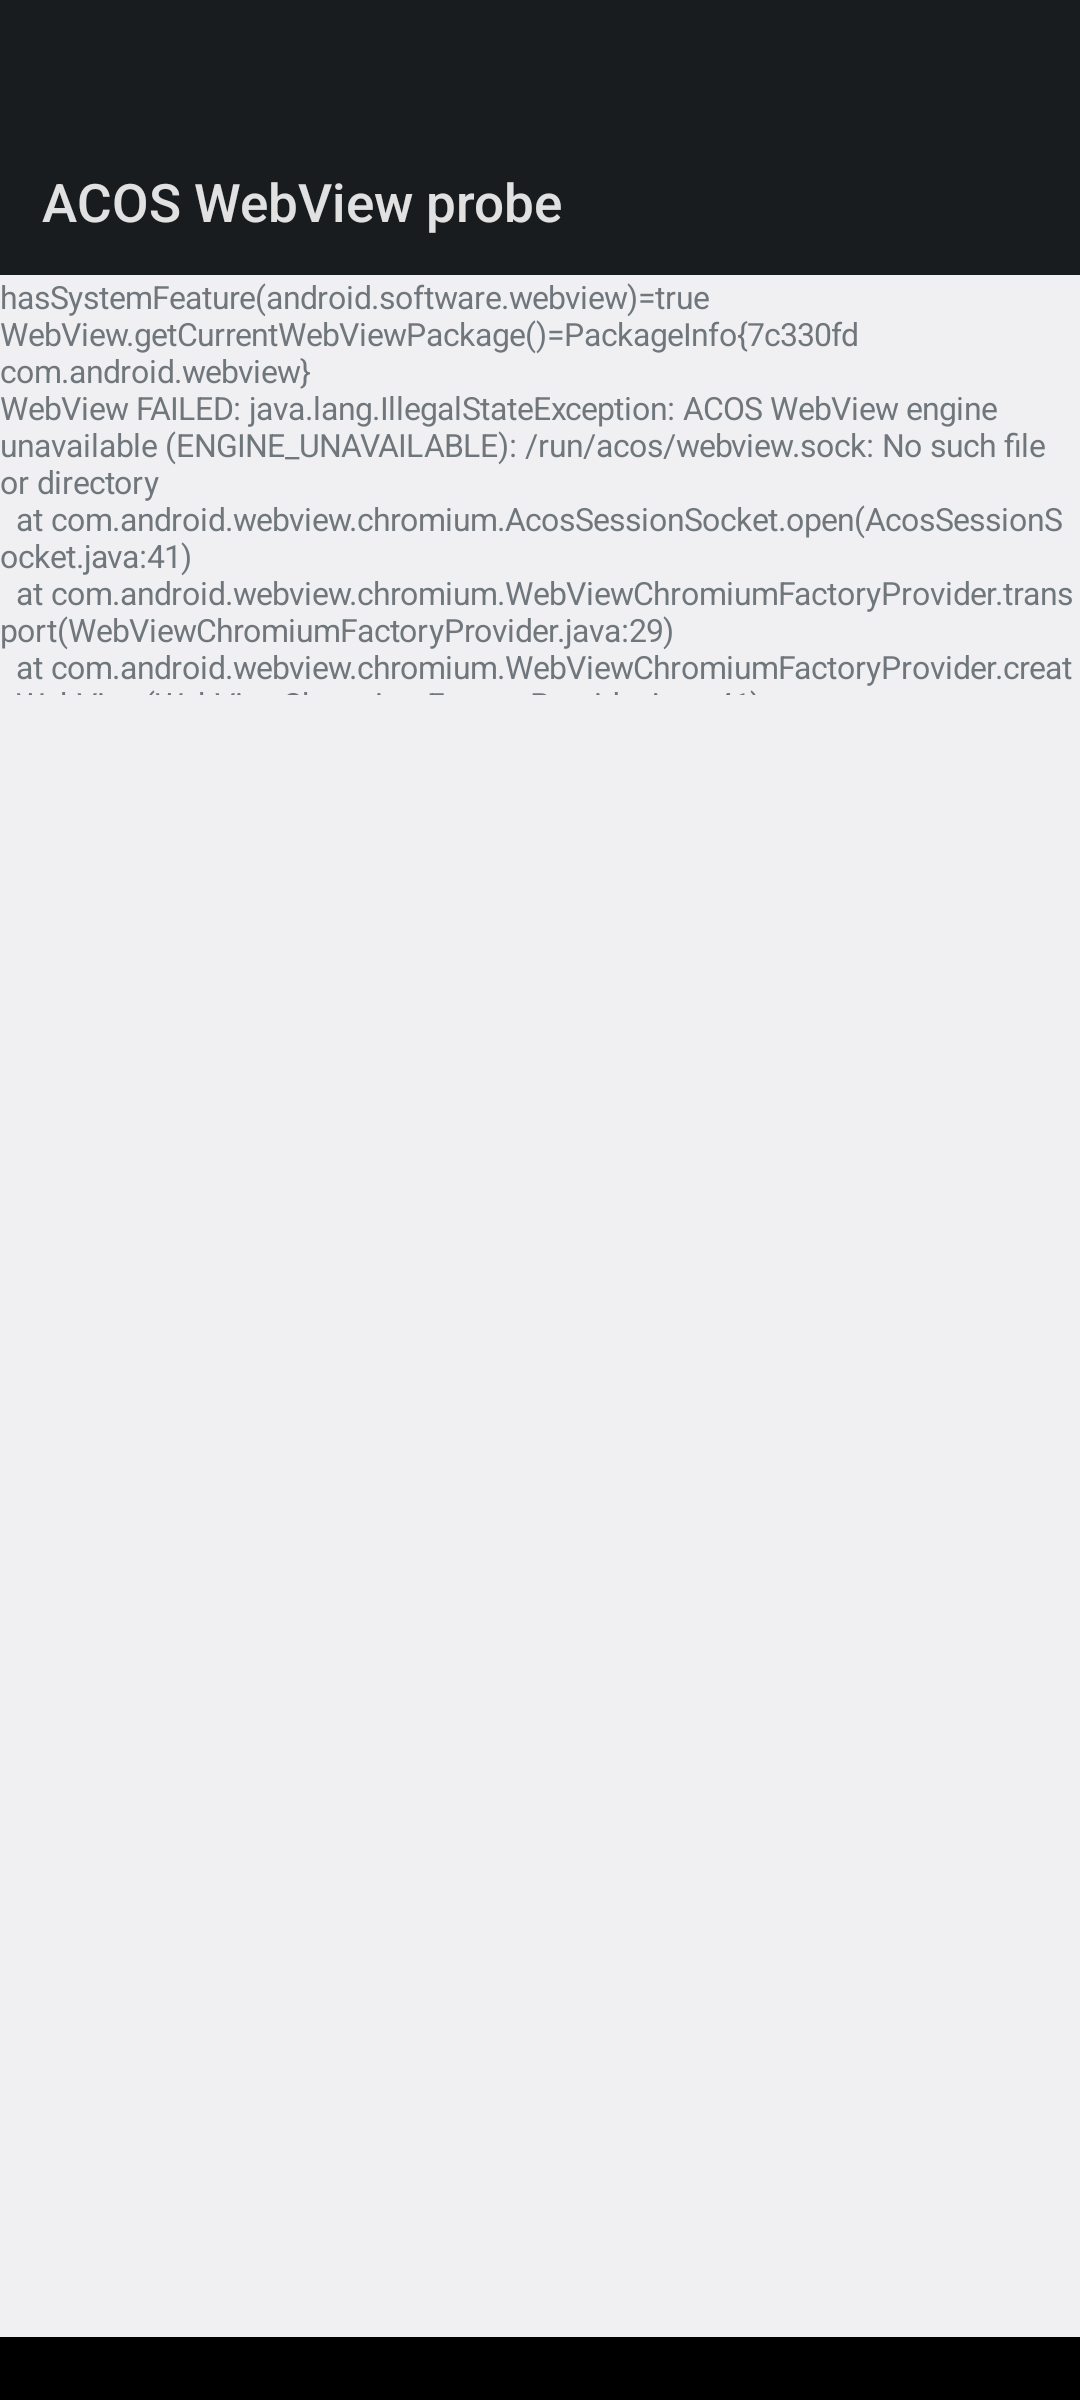 ACOS WebView probe
hasSystemFeature(android.software.webview)=true
WebView.getCurrentWebViewPackage()=PackageInfo{7c330fd
com.android.webview}
WebView FAILED: java.lang.IllegalStateException: ACOS WebView engine
unavailable (ENGINE_UNAVAILABLE): /run/acos/webview.sock: No such file
or directory
  at com.android.webview.chromium.AcosSessionSocket.open(AcosSessionS
ocket.java:41)
  at com.android.webview.chromium.WebViewChromiumFactoryProvider.trans
port(WebViewChromiumFactoryProvider.java:29)
  at com.android.webview.chromium.WebViewChromiumFactoryProvider.creat